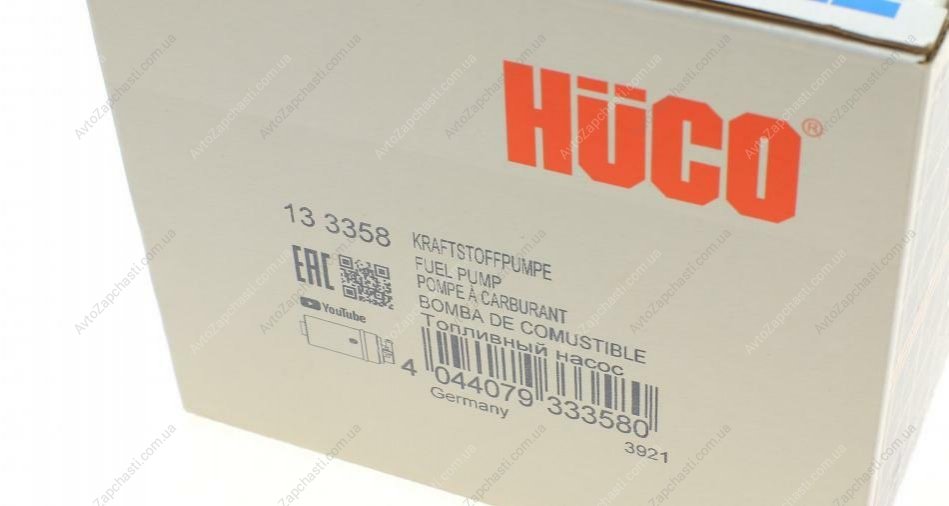 HÜCO®
13 3358
KRAFTSTOFFPUMPE
FUEL PUMP
POMPE À CARBURANT
BOMBA DE COMUSTIBLE
Топливный насос
EAC
YouTube
4 044079 333580
Germany
3921
AvtoZapchasti.com.ua